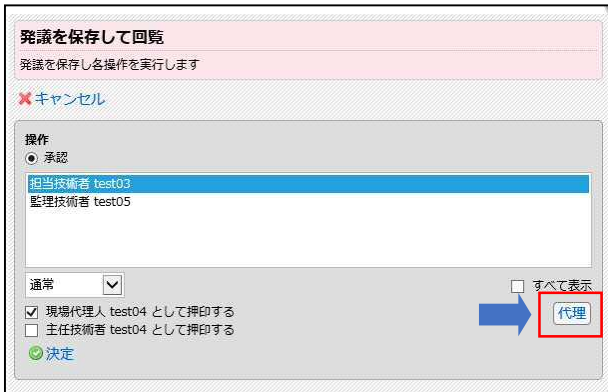 発議を保存して回覧
発議を保存し各操作を実行します
キャンセル
操作
承認
担当技術者 test03
監理技術者 test05
通常
すべて表示
現場代理人 test04 として押印する
代理
主任技術者 test04 として押印する
決定